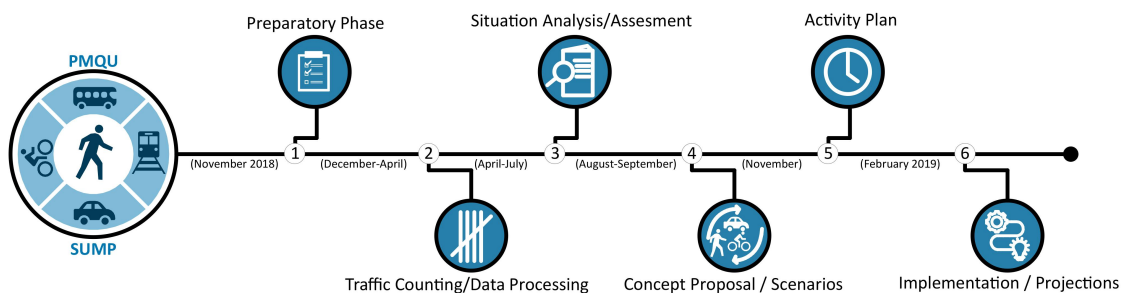 Preparatory Phase
Situation Analysis/Assesment
Activity Plan
PMQU
(November 2018)
1
(December-April)
2
(April-July)
3
(August-September)
4
(November)
5
(February 2019)
6
SUMP
Traffic Counting/Data Processing
Concept Proposal / Scenarios
Implementation / Projections